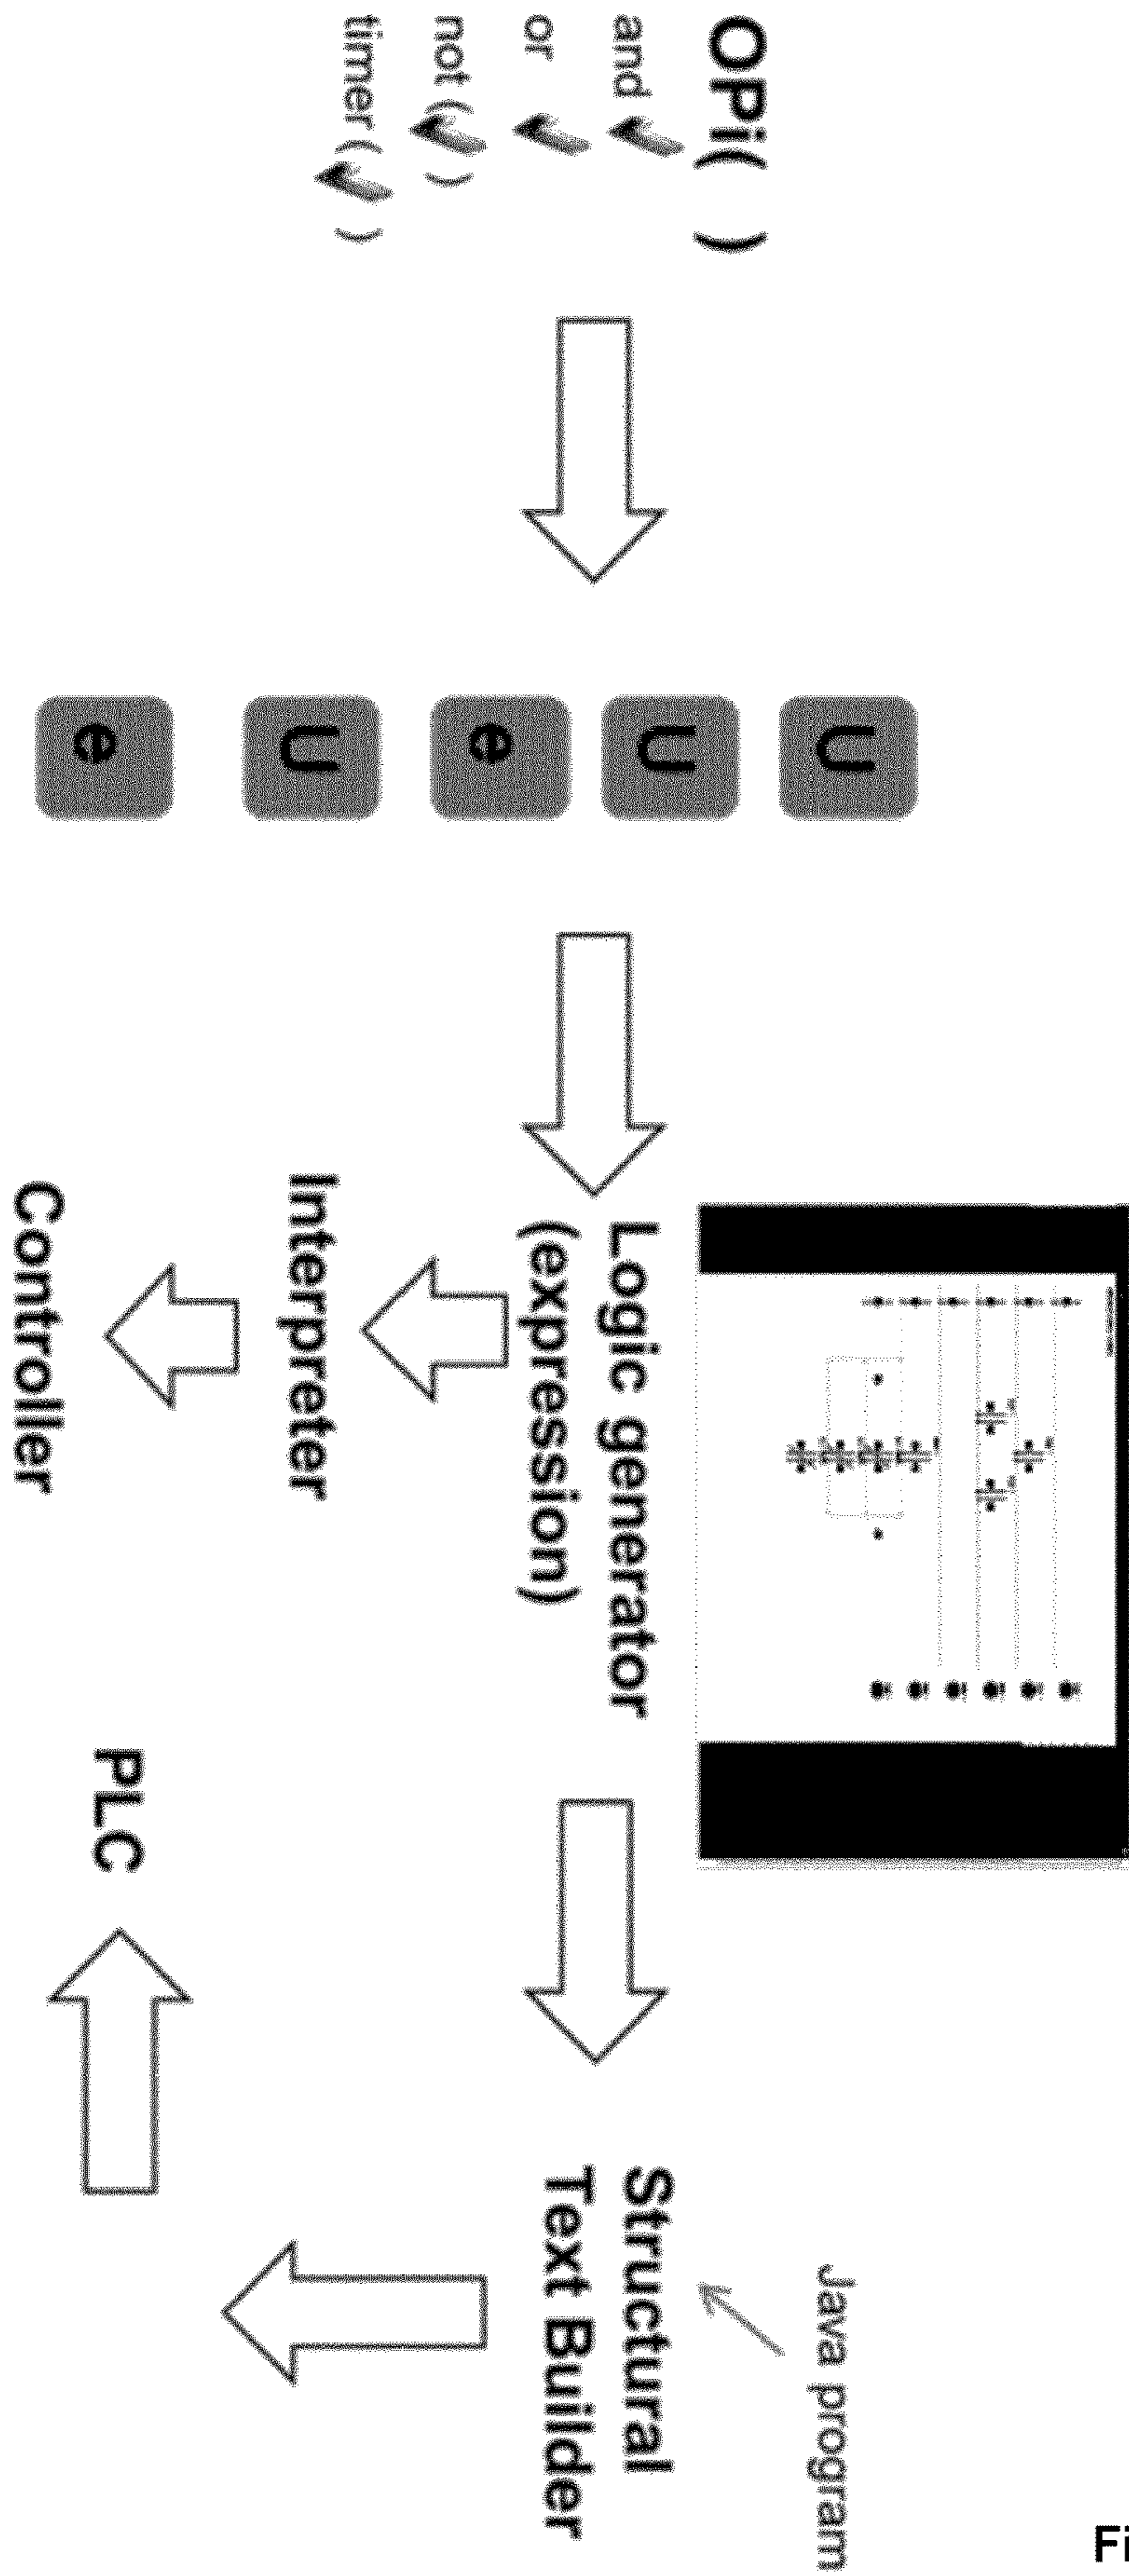 OPi( )
and
or
not ( )
timer ( )
U
U
e
U
e
Logic generator
(expression)
Interpreter
Controller
Java program
Structural
Text Builder
PLC
Fi